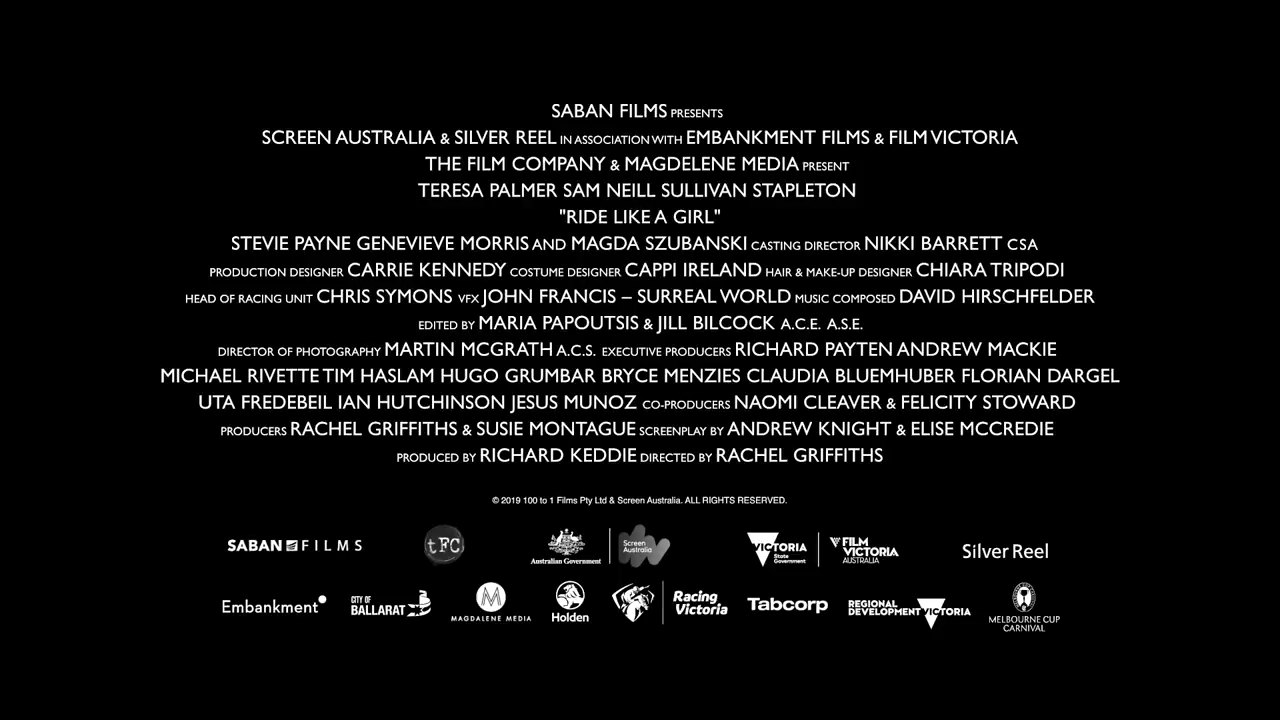 SABAN FILMS PRESENTS
SCREEN AUSTRALIA & SILVER REEL IN ASSOCIATION WITH EMBANKMENT FILMS & FILM VICTORIA
THE FILM COMPANY & MAGDELENE MEDIA PRESENT
TERESA PALMER SAM NEILL SULLIVAN STAPLETON
"RIDE LIKE A GIRL"
STEVIE PAYNE GENEVIEVE MORRIS AND MAGDA SZUBANSKI CASTING DIRECTOR NIKKI BARRETT CSA
PRODUCTION DESIGNER CARRIE KENNEDY COSTUME DESIGNER CAPPI IRELAND HAIR & MAKE-UP DESIGNER CHIARA TRIPODI
HEAD OF RACING UNIT CHRIS SYMONS VFX JOHN FRANCIS – SURREAL WORLD MUSIC COMPOSED DAVID HIRSCHFELDER
EDITED BY MARIA PAPOUTSIS & JILL BILCOCK A.C.E. A.S.E.
DIRECTOR OF PHOTOGRAPHY MARTIN MCGRATH A.C.S. EXECUTIVE PRODUCERS RICHARD PAYTEN ANDREW MACKIE
MICHAEL RIVETTE TIM HASLAM HUGO GRUMBAR BRYCE MENZIES CLAUDIA BLUEMHUBER FLORIAN DARGEL
UTA FREDEBEIL IAN HUTCHINSON JESUS MUNOZ CO-PRODUCERS NAOMI CLEAVER & FELICITY STOWARD
PRODUCERS RACHEL GRIFFITHS & SUSIE MONTAGUE SCREENPLAY BY ANDREW KNIGHT & ELISE MCCREDIE
PRODUCED BY RICHARD KEDDIE DIRECTED BY RACHEL GRIFFITHS
© 2019 100 to 1 Films Pty Ltd & Screen Australia. ALL RIGHTS RESERVED.
SABAN FILMS
tFC
Australian Government
Screen
Australia
VICTORIA
State
Government
FILM
VICTORIA
AUSTRALIA
Silver Reel
Embankment
CITY OF
BALLARAT
M
MAGDALENE MEDIA
Holden
Racing
Victoria
Tabcorp
REGIONAL
DEVELOPMENT VICTORIA
MELBOURNE CUP
CARNIVAL